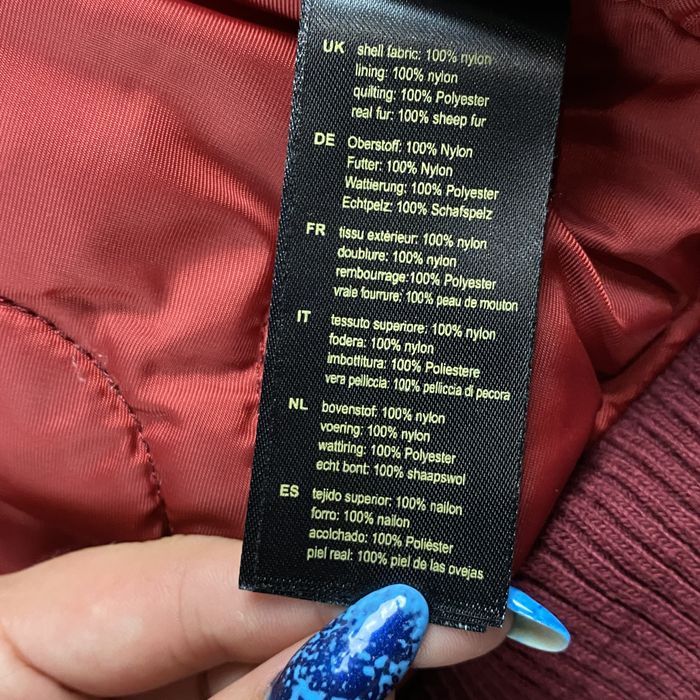 UK shell fabric: 100% nylon
lining: 100% nylon
quilting: 100% Polyester
real fur: 100% sheep fur
DE Oberstoff: 100% Nylon
Futter: 100% Nylon
Wattierung: 100% Polyester
Echtpelz: 100% Schafspelz
FR tissu extérieur: 100% nylon
doublure: 100% nylon
rembourrage:100% Polyester
vraie fourrure: 100% peau de mouton
IT tessuto superiore: 100% nylon
fodera: 100% nylon
imbottitura: 100% Poliestere
vera pelliccia: 100% pelliccia di pecora
NL bovenstof: 100% nylon
voering: 100% nylon
wattiring: 100% Polyester
echt bont: 100% shaapswol
ES tejido superior: 100% nailon
forro: 100% nailon
acolchado: 100% Poliéster
piel real: 100% piel de las ovejas